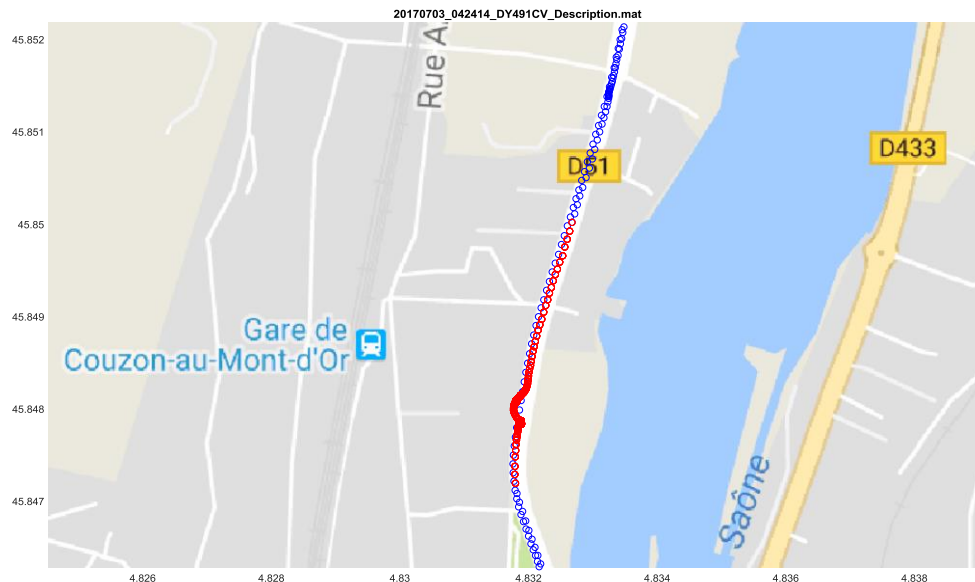 20170703_042414_DY491CV_Description.mat
45.852
45.851
45.85
45.849
45.848
45.847
Rue A.
D51
D433
Gare de
Couzon-au-Mont-d'Or
Saône
4.826
4.828
4.83
4.832
4.834
4.836
4.838